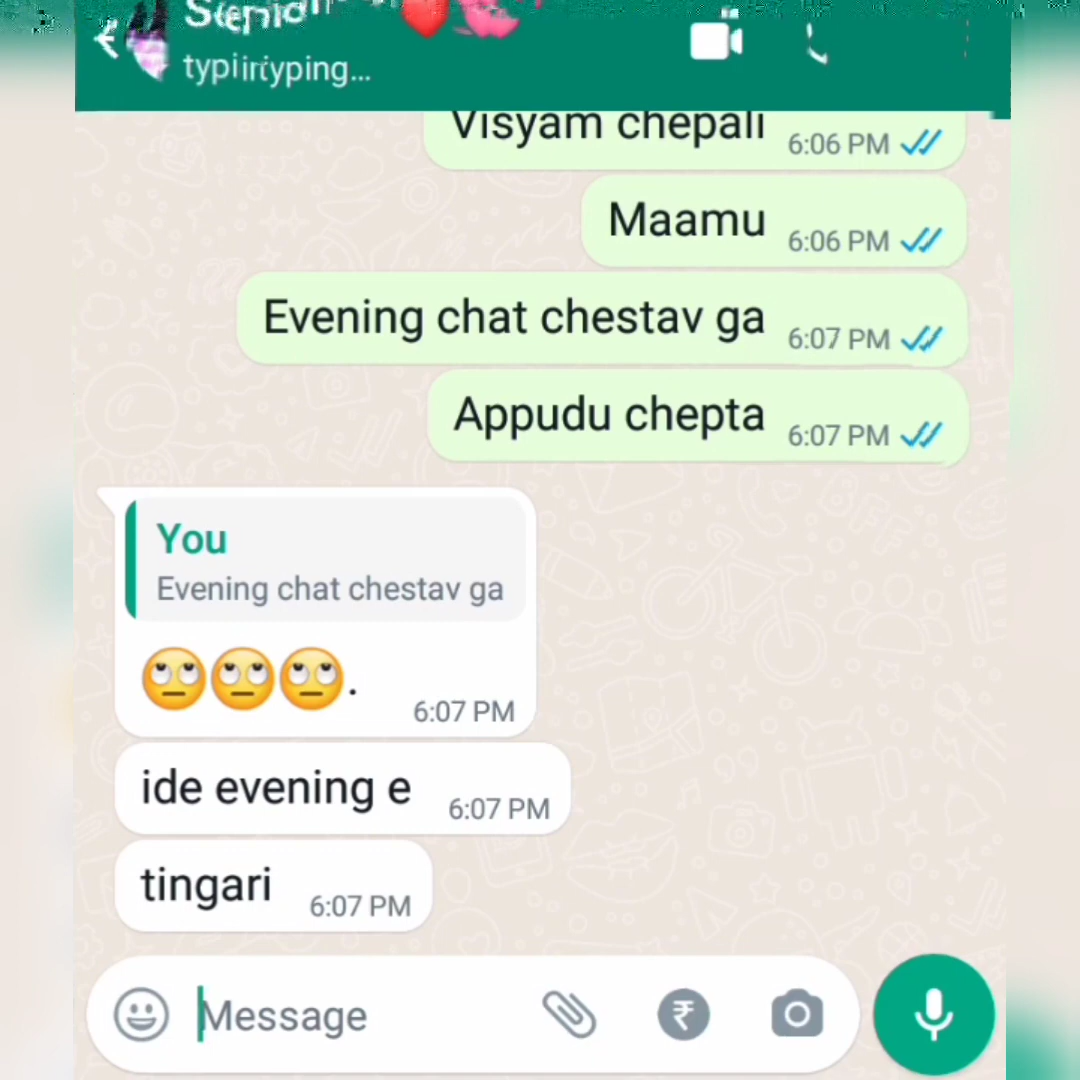 typing...
Visyam chepali 6:06 PM
Maamu 6:06 PM
Evening chat chestav ga 6:07 PM
Appudu chepta 6:07 PM
You
Evening chat chestav ga
🙄🙄🙄. 6:07 PM
ide evening e 6:07 PM
tingari 6:07 PM
Message